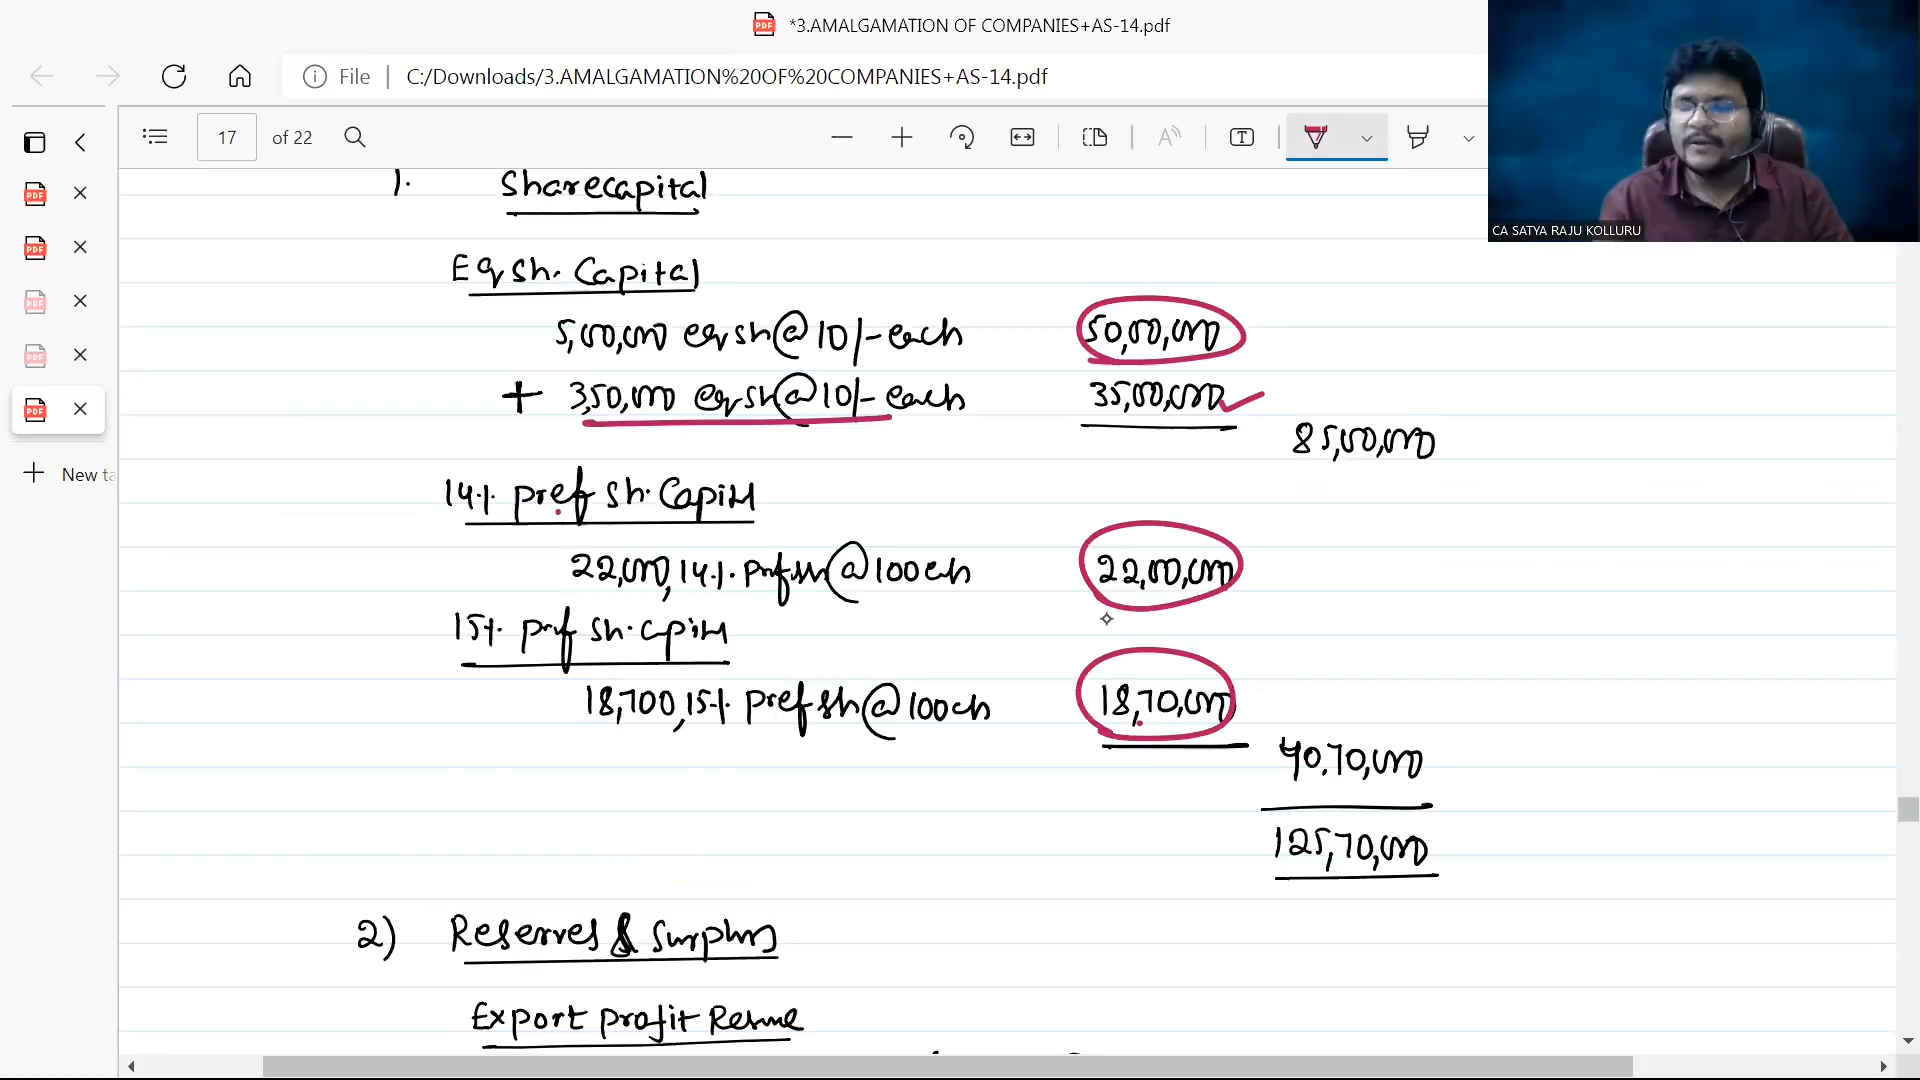 *3.AMALGAMATION OF COMPANIES+AS-14.pdf
File | C:/Downloads/3.AMALGAMATION%20OF%20COMPANIES+AS-14.pdf
17 of 22
CA SATYA RAJU KOLLURU
New ta
1. Sharecapital
Eq sh. Capital
5,00,000 eq sh @ 10/- each 50,00,000
+ 3,50,000 eq sh @ 10/- each 35,00,000
85,00,000
14% pref sh. Capital
22,000, 14% pref sh @ 100 each 22,00,000
15% pref sh. capital
18,700, 15% pref sh @ 100 each 18,70,000
40,70,000
125,70,000
2) Reserves & Surplus
Export profit Reserve